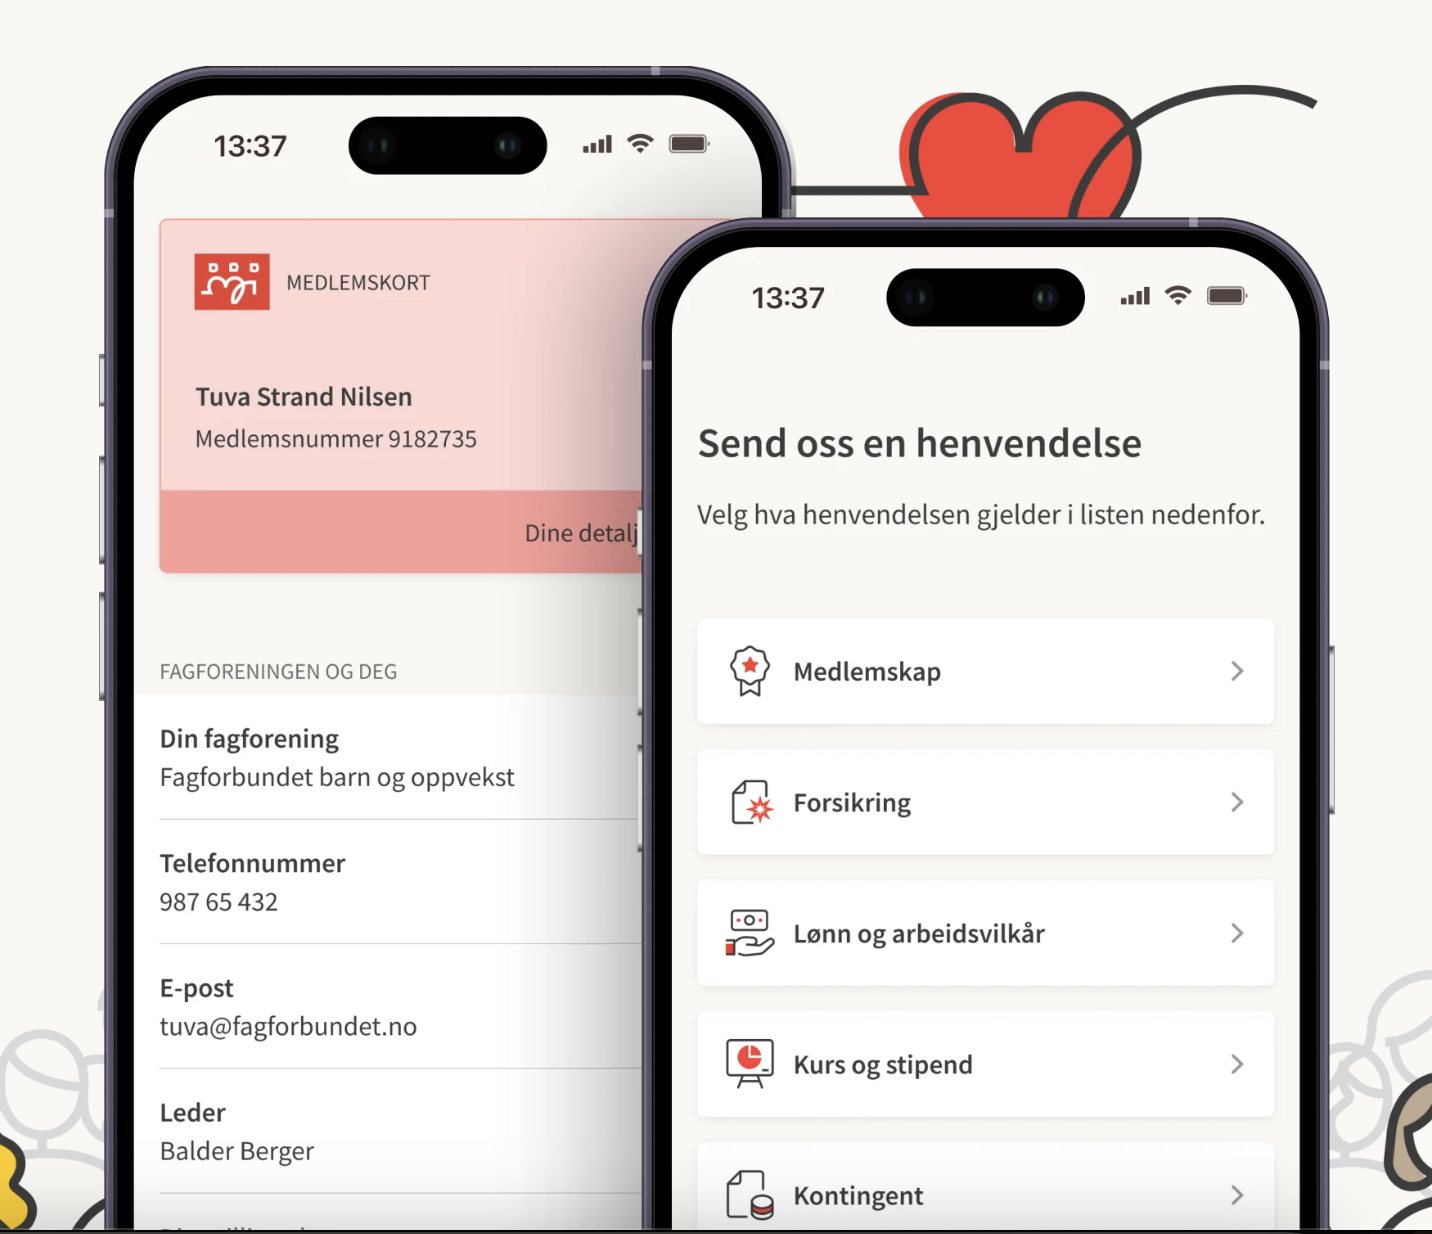 13:37
MEDLEMSKORT
Tuva Strand Nilsen
Medlemsnummer 9182735
Dine detalj
FAGFORENINGEN OG DEG
Din fagforening
Fagforbundet barn og oppvekst
Telefonnummer
987 65 432
E-post
tuva@fagforbundet.no
Leder
Balder Berger
13:37
Send oss en henvendelse
Velg hva henvendelsen gjelder i listen nedenfor.
Medlemskap
Forsikring
Lønn og arbeidsvilkår
Kurs og stipend
Kontingent